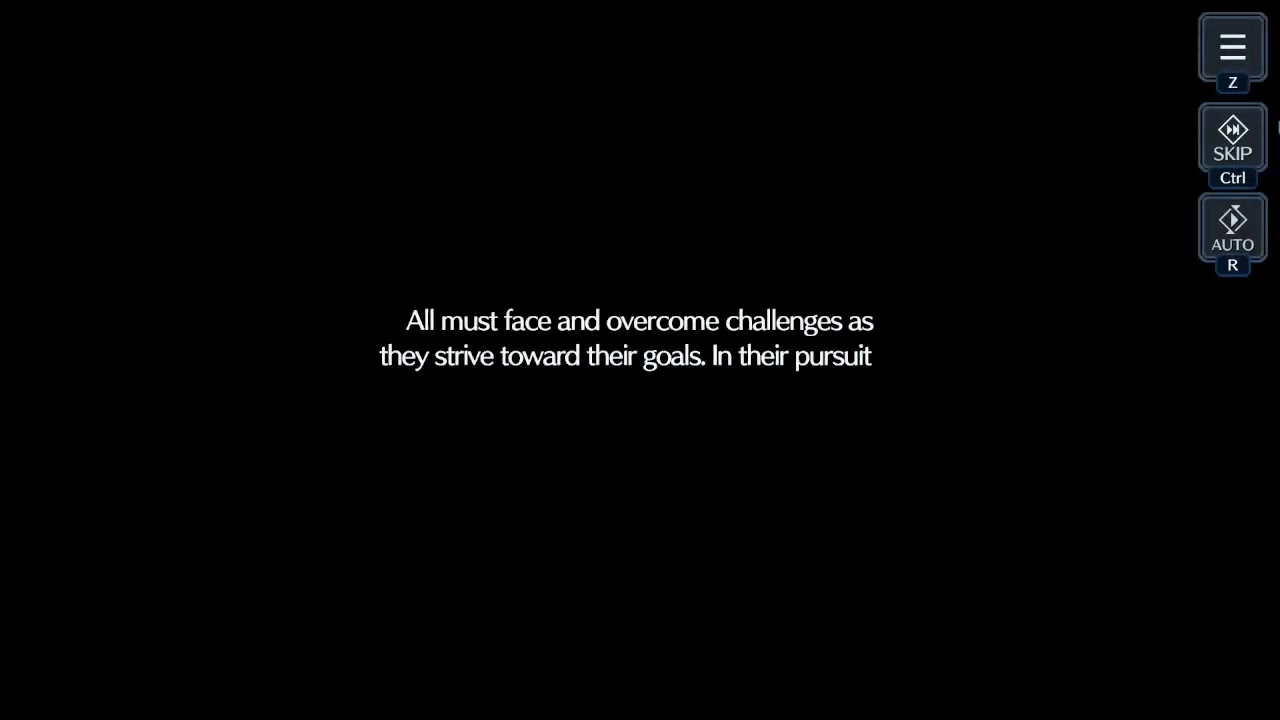 Z
SKIP
Ctrl
AUTO
R
All must face and overcome challenges as
they strive toward their goals. In their pursuit